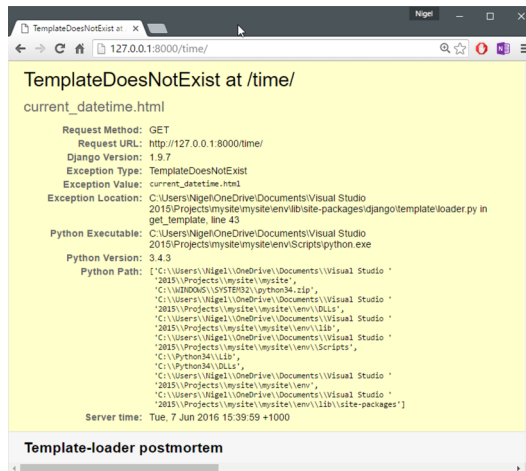 Nigel
TemplateDoesNotExist at
127.0.0.1:8000/time/
TemplateDoesNotExist at /time/
current_datetime.html
Request Method: GET
Request URL: http://127.0.0.1:8000/time/
Django Version: 1.9.7
Exception Type: TemplateDoesNotExist
Exception Value: current_datetime.html
Exception Location: C:\Users\Nigel\OneDrive\Documents\Visual Studio
2015\Projects\mysite\mysite\env\lib\site-packages\django\template\loader.py in
get_template, line 43
Python Executable: C:\Users\Nigel\OneDrive\Documents\Visual Studio
2015\Projects\mysite\mysite\env\Scripts\python.exe
Python Version: 3.4.3
Python Path: ['C:\\Users\\Nigel\\OneDrive\\Documents\\Visual Studio '
'2015\\Projects\\mysite\\mysite',
'C:\\WINDOWS\\SYSTEM32\\python34.zip',
'C:\\Users\\Nigel\\OneDrive\\Documents\\Visual Studio '
'2015\\Projects\\mysite\\mysite\\env\\DLLs',
'C:\\Users\\Nigel\\OneDrive\\Documents\\Visual Studio '
'2015\\Projects\\mysite\\mysite\\env\\lib',
'C:\\Users\\Nigel\\OneDrive\\Documents\\Visual Studio '
'2015\\Projects\\mysite\\mysite\\env\\Scripts',
'C:\\Python34\\Lib',
'C:\\Python34\\DLLs',
'C:\\Users\\Nigel\\OneDrive\\Documents\\Visual Studio '
'2015\\Projects\\mysite\\mysite\\env',
'C:\\Users\\Nigel\\OneDrive\\Documents\\Visual Studio '
'2015\\Projects\\mysite\\mysite\\env\\lib\\site-packages']
Server time: Tue, 7 Jun 2016 15:39:59 +1000
Template-loader postmortem